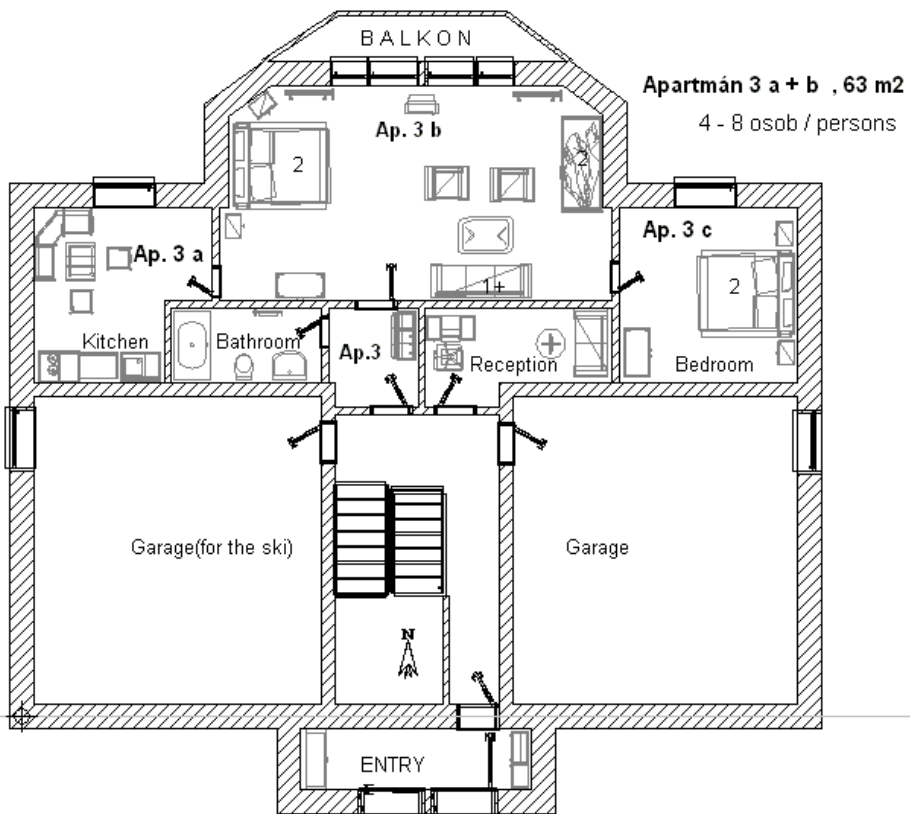 BALKON
Apartmán 3 a + b , 63 m2
4 - 8 osob / persons
Ap. 3 b
2
2
Ap. 3 a
Ap. 3 c
1+
2
Kitchen
Bathroom
Ap.3
Reception
Bedroom
Garage(for the ski)
Garage
N
ENTRY